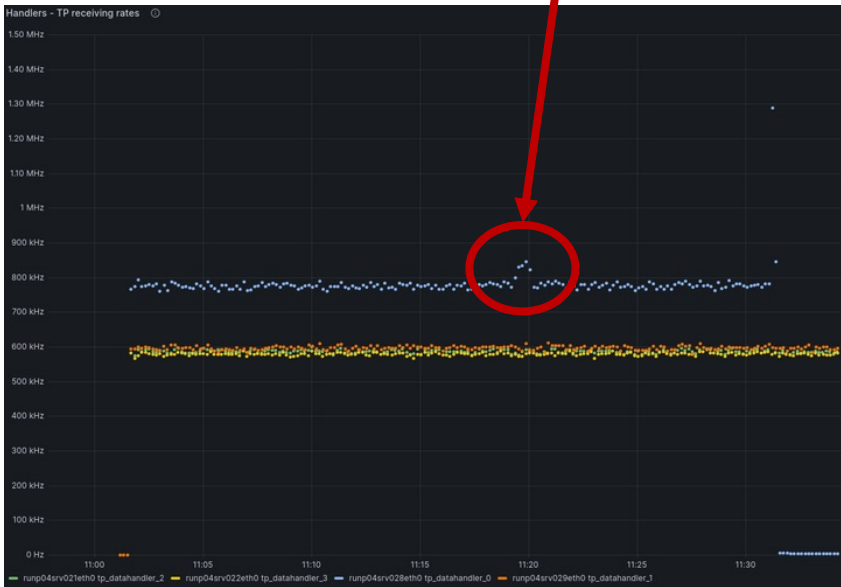 Handlers - TP receiving rates
1.50 MHz
1.40 MHz
1.30 MHz
1.20 MHz
1.10 MHz
1 MHz
900 kHz
800 kHz
700 kHz
600 kHz
500 kHz
400 kHz
300 kHz
200 kHz
100 kHz
0 Hz
11:00 11:05 11:10 11:15 11:20 11:25 11:30
runp04srv021eth0 tp_datahandler_2 runp04srv022eth0 tp_datahandler_3 runp04srv028eth0 tp_datahandler_0 runp04srv029eth0 tp_datahandler_1